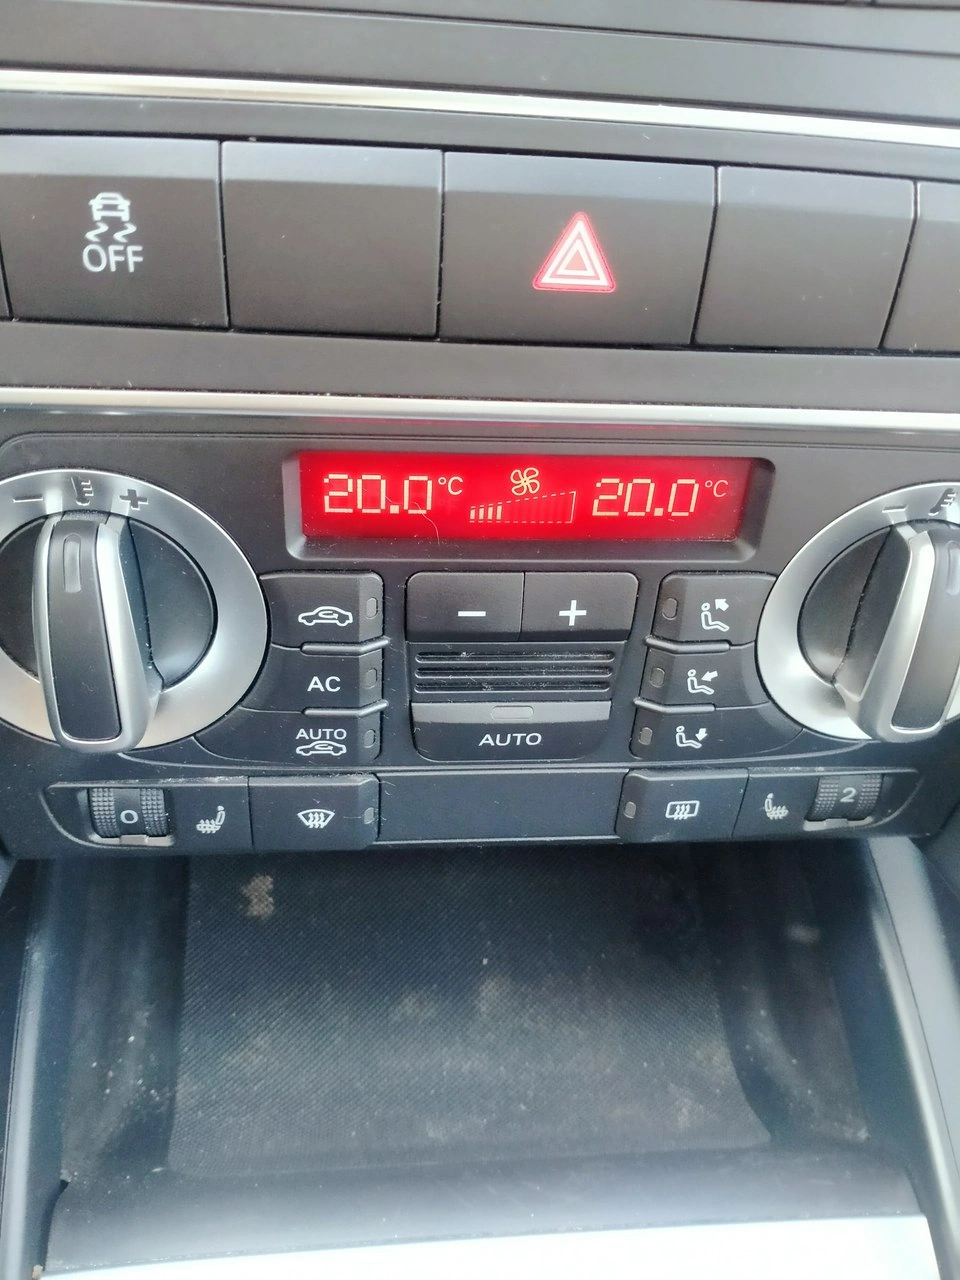 OFF
20.0°C 20.0°C
- +
- +
AC
AUTO
AUTO
0
2